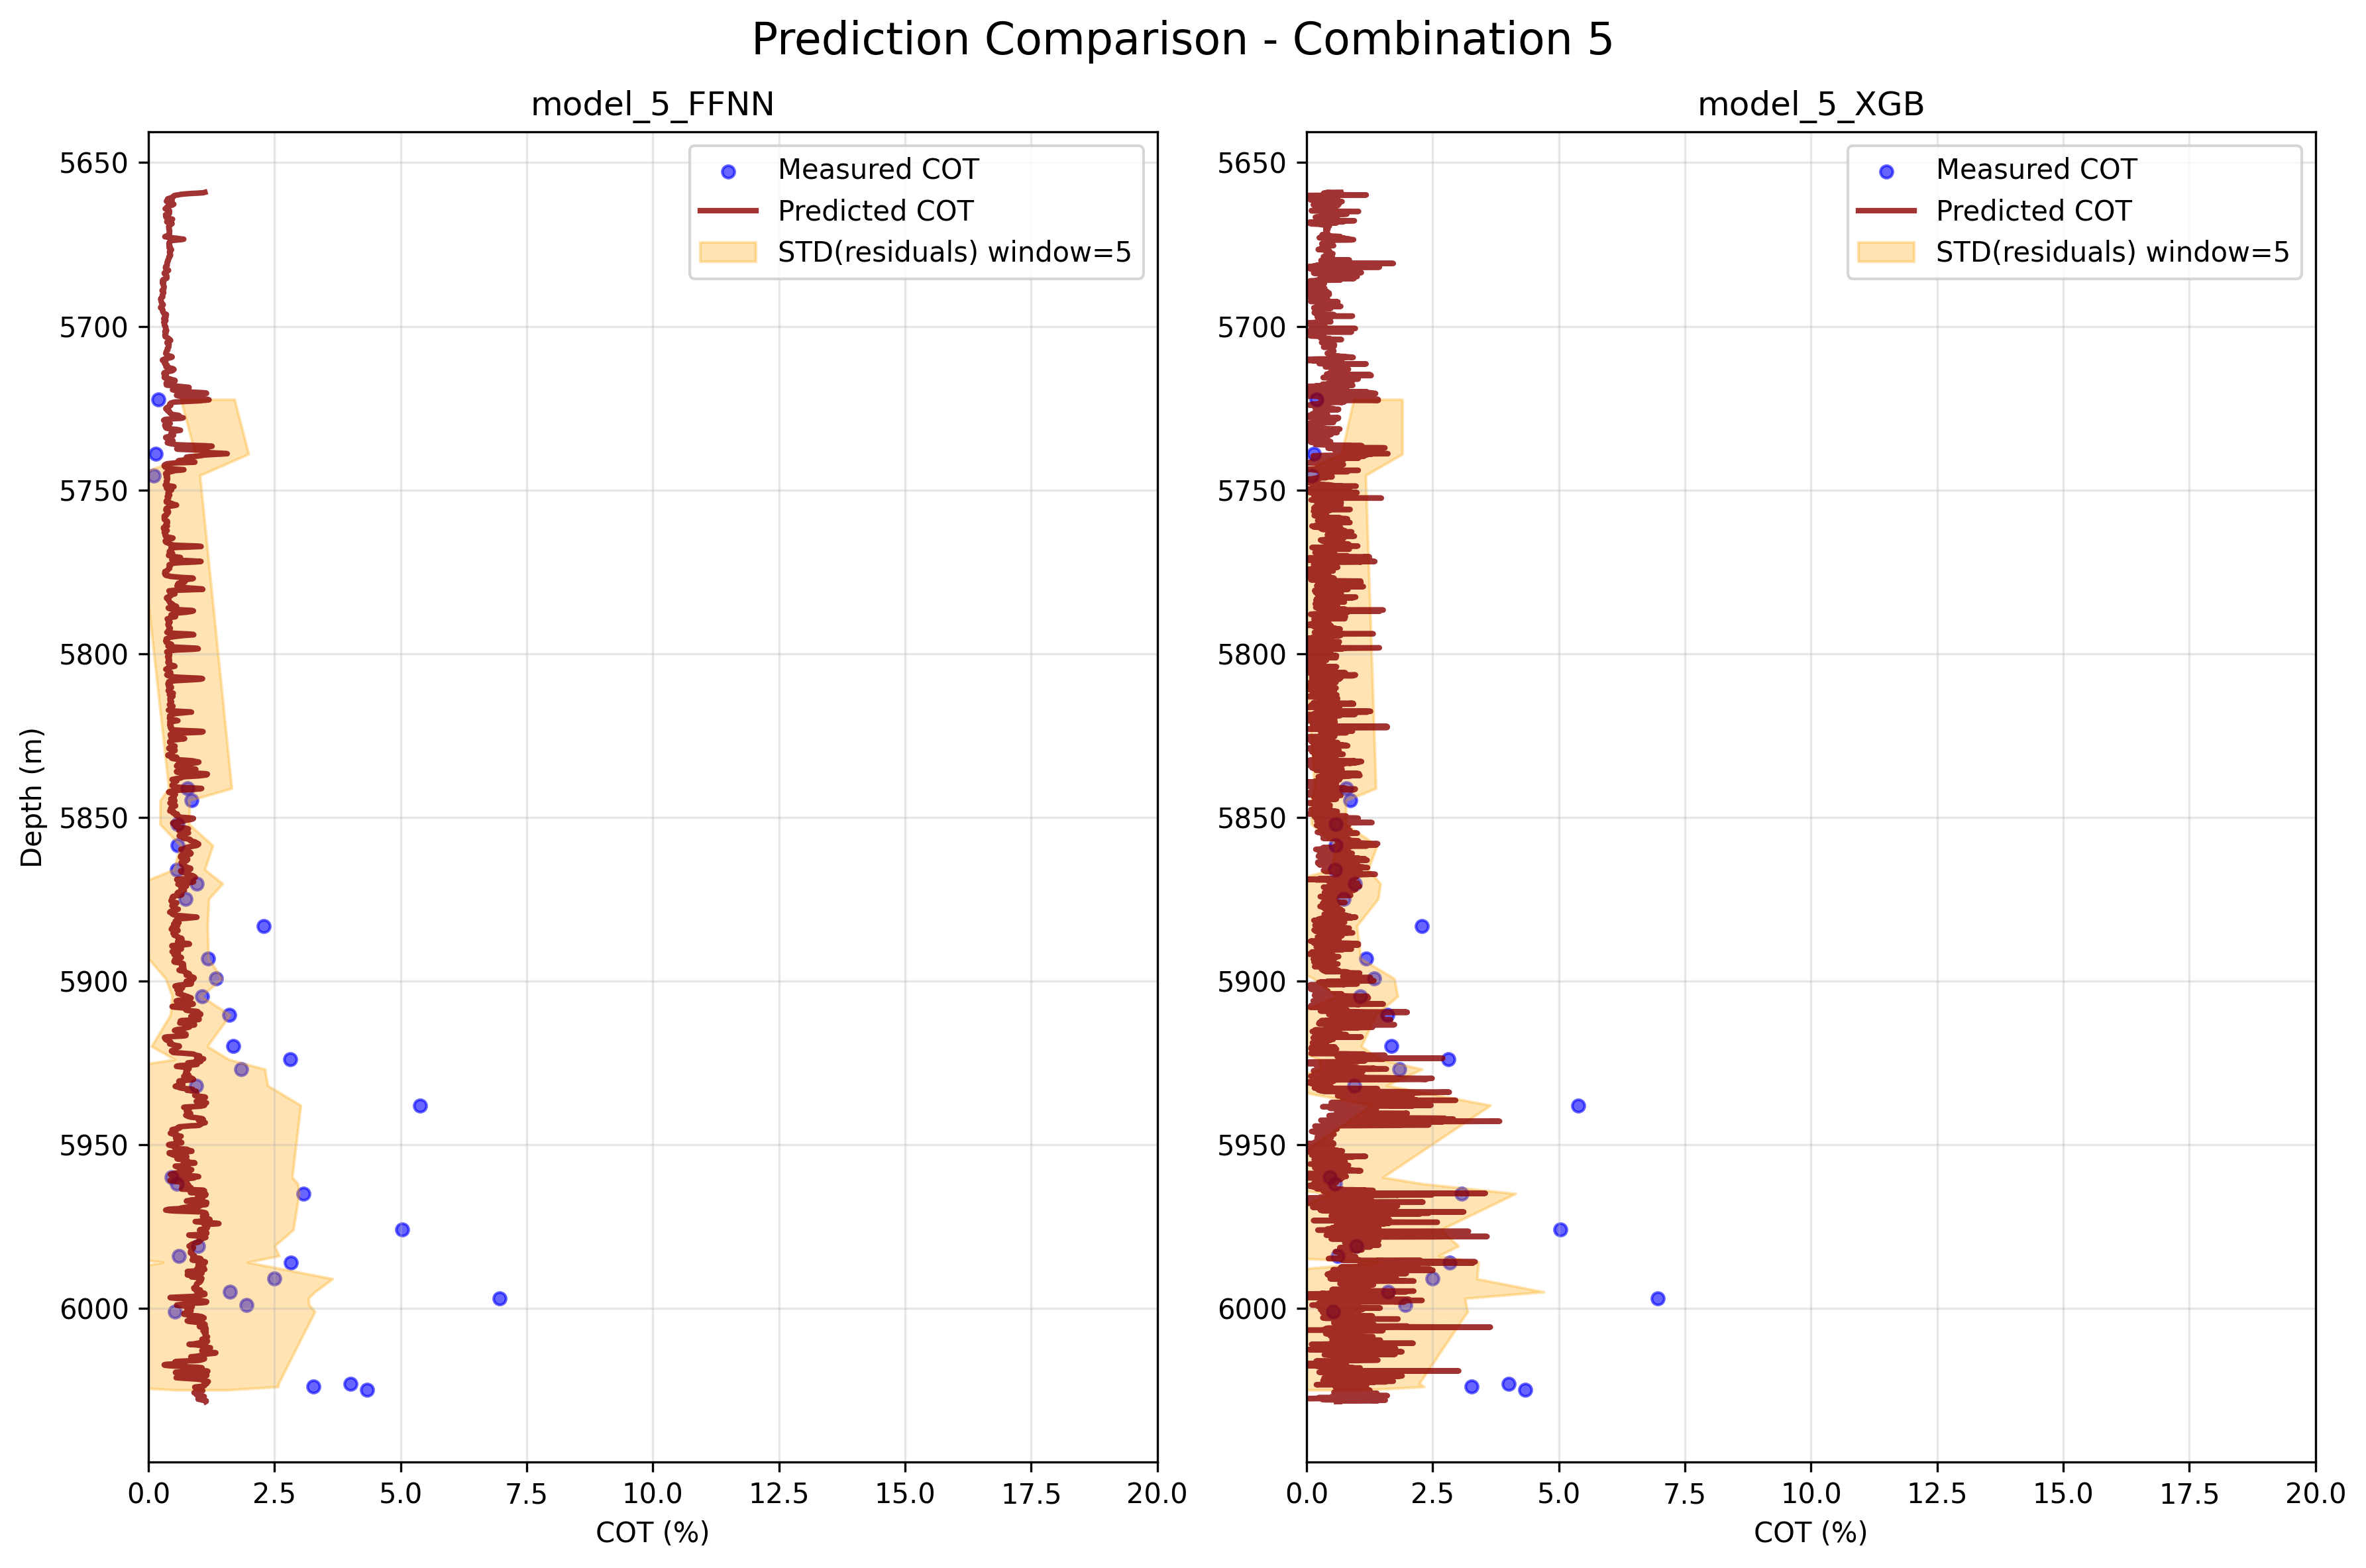 Prediction Comparison - Combination 5
model_5_FFNN
Measured COT
Predicted COT
STD(residuals) window=5
Depth (m)
5650
5700
5750
5800
5850
5900
5950
6000
0.0 2.5 5.0 7.5 10.0 12.5 15.0 17.5 20.0
COT (%)
model_5_XGB
Measured COT
Predicted COT
STD(residuals) window=5
5650
5700
5750
5800
5850
5900
5950
6000
0.0 2.5 5.0 7.5 10.0 12.5 15.0 17.5 20.0
COT (%)